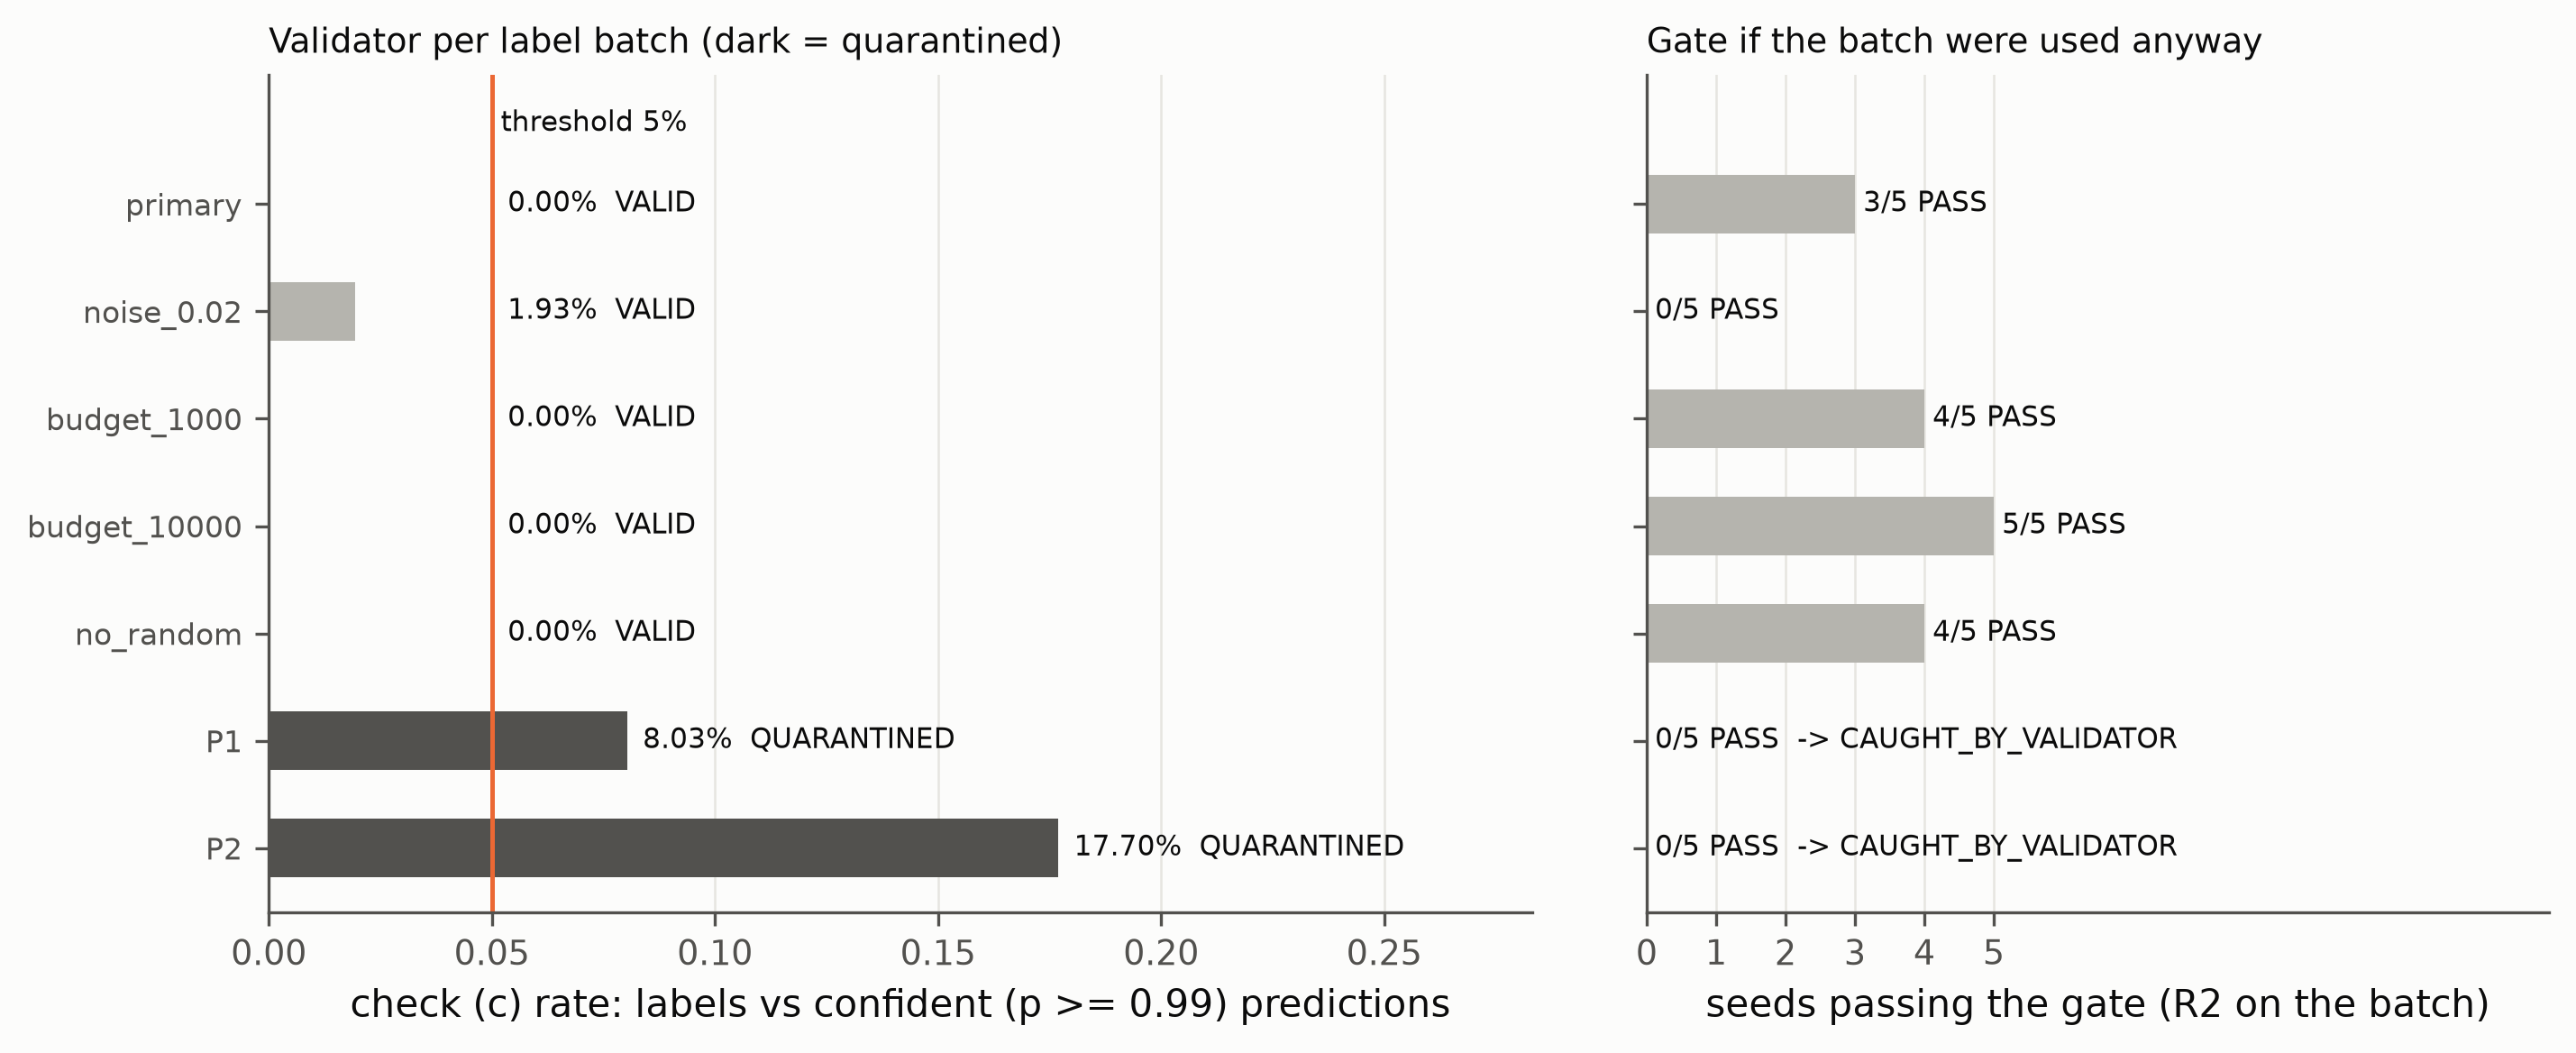 Validator per label batch (dark = quarantined)
threshold 5%
primary
0.00%  VALID
noise_0.02
1.93%  VALID
budget_1000
0.00%  VALID
budget_10000
0.00%  VALID
no_random
0.00%  VALID
P1
8.03%  QUARANTINED
P2
17.70%  QUARANTINED
0.00 0.05 0.10 0.15 0.20 0.25
check (c) rate: labels vs confident (p >= 0.99) predictions
Gate if the batch were used anyway
3/5 PASS
0/5 PASS
4/5 PASS
5/5 PASS
4/5 PASS
0/5 PASS  -> CAUGHT_BY_VALIDATOR
0/5 PASS  -> CAUGHT_BY_VALIDATOR
0 1 2 3 4 5
seeds passing the gate (R2 on the batch)